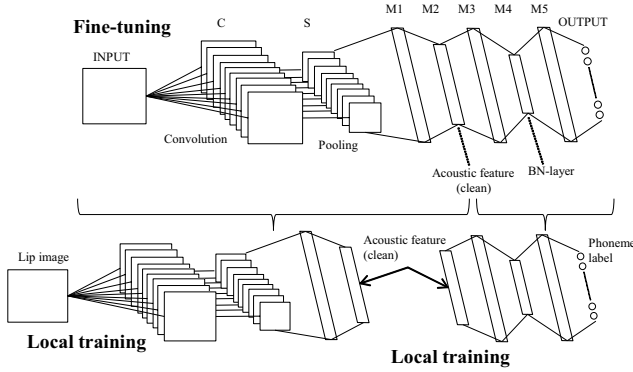 Fine-tuning
C
S
M1 M2 M3 M4 M5
OUTPUT
INPUT
Convolution
Pooling
Acoustic feature
(clean)
BN-layer
Lip image
Acoustic feature
(clean)
Phoneme
label
Local training
Local training